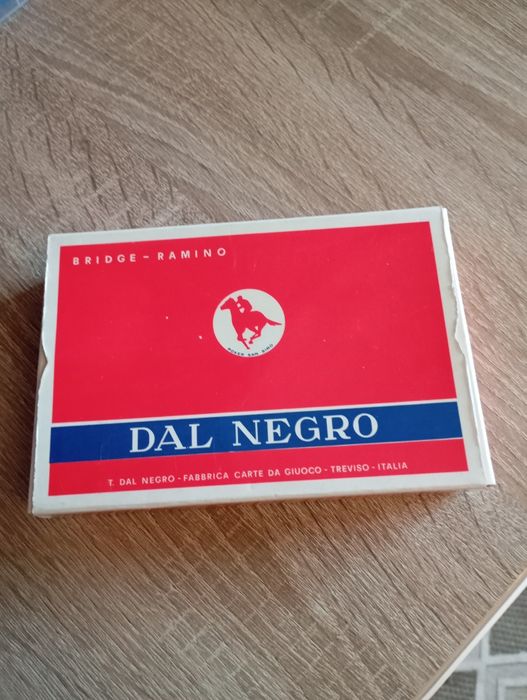 BRIDGE - RAMINO
POKER SAN SIRO
DAL NEGRO
T. DAL NEGRO - FABBRICA CARTE DA GIUOCO - TREVISO - ITALIA